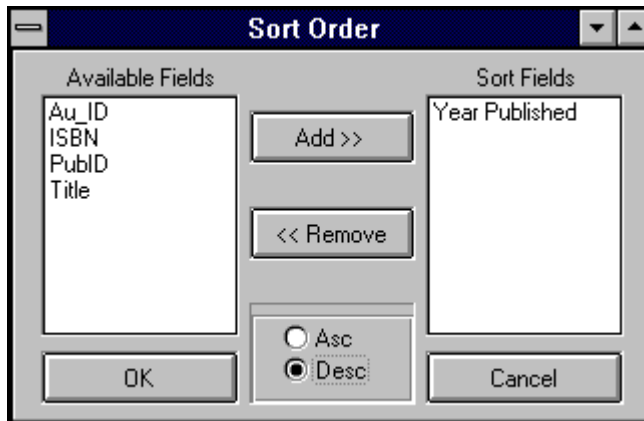 Sort Order
Available Fields
Sort Fields
Au_ID
ISBN
PubID
Title
Year Published
Add >>
<< Remove
Asc
Desc
OK
Cancel